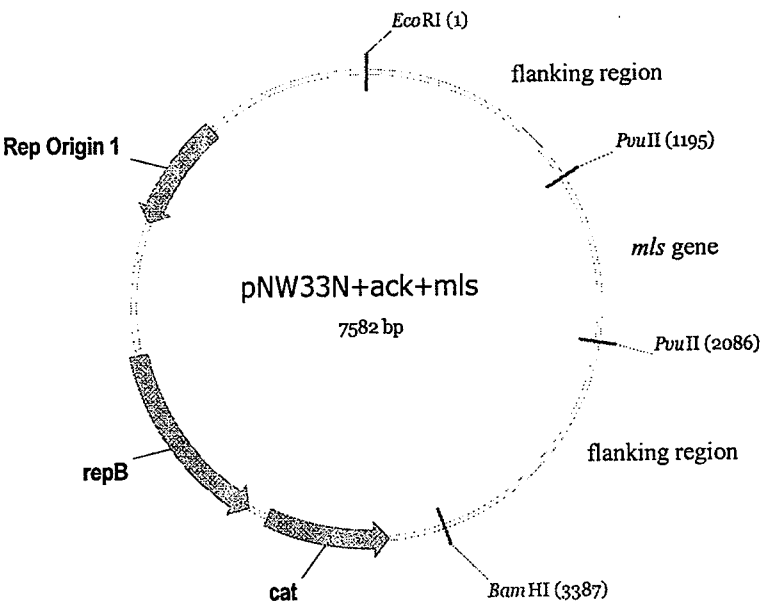 EcoRI (1)
flanking region
Rep Origin 1
PvuII (1195)
mls gene
pNW33N+ack+mls
7582 bp
PvuII (2086)
flanking region
repB
cat
BamHI (3387)